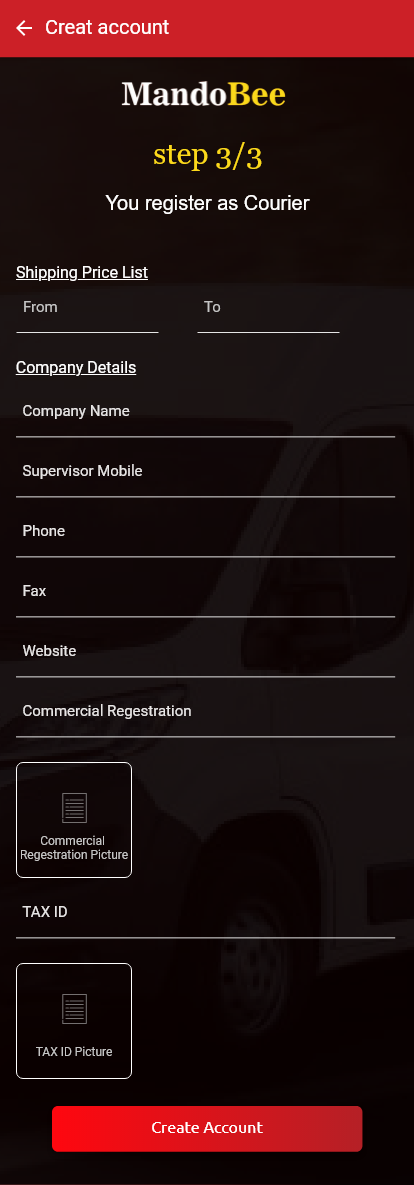 Creat account
MandoBee
step 3/3
You register as Courier
Shipping Price List
From To
Company Details
Company Name
Supervisor Mobile
Phone
Fax
Website
Commercial Regestration
Commercial
Regestration Picture
TAX ID
TAX ID Picture
Create Account